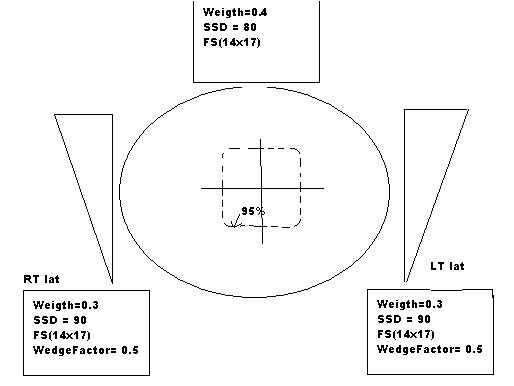 Weigth=0.4
SSD = 80
FS(14x17)
95%
RT lat
LT lat
Weigth=0.3
SSD = 90
FS(14x17)
WedgeFactor= 0.5
Weigth=0.3
SSD = 90
FS(14x17)
WedgeFactor= 0.5